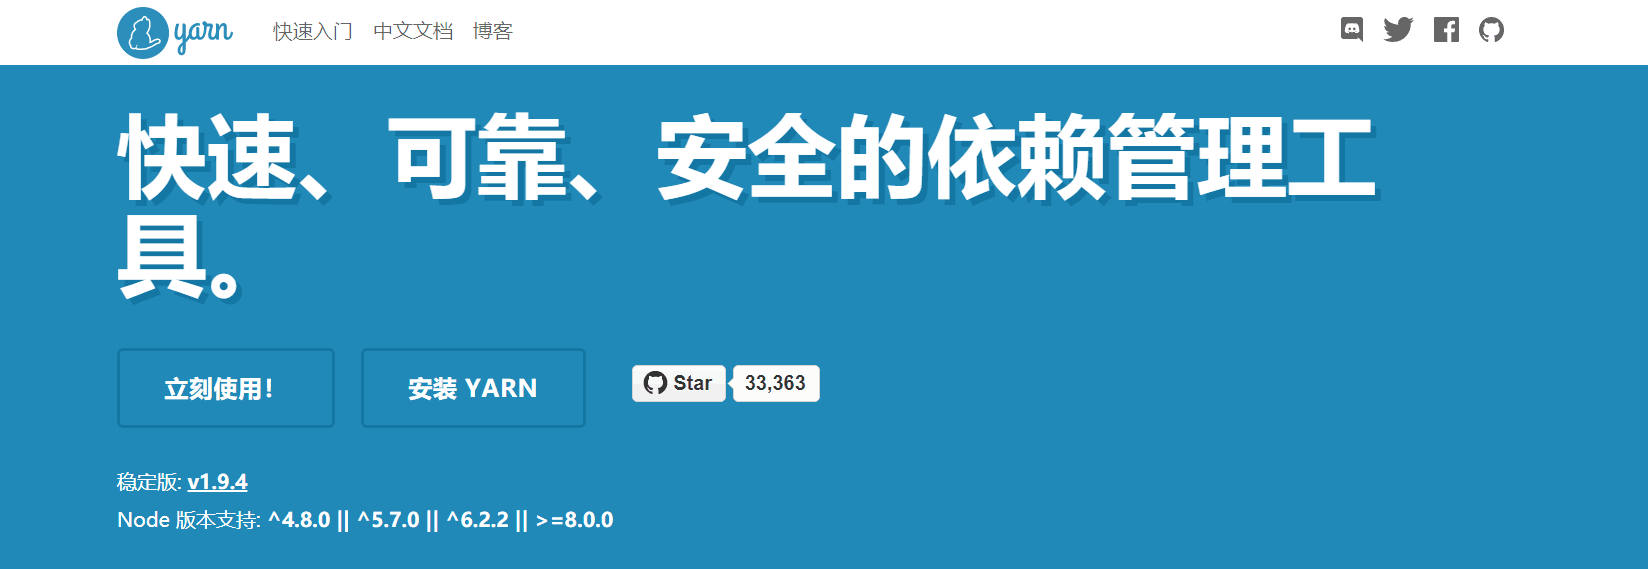 yarn 快速入门 中文文档 博客
快速、可靠、安全的依赖管理工
具。
立刻使用! 安装 YARN Star 33,363
稳定版: v1.9.4
Node 版本支持: ^4.8.0 || ^5.7.0 || ^6.2.2 || >=8.0.0